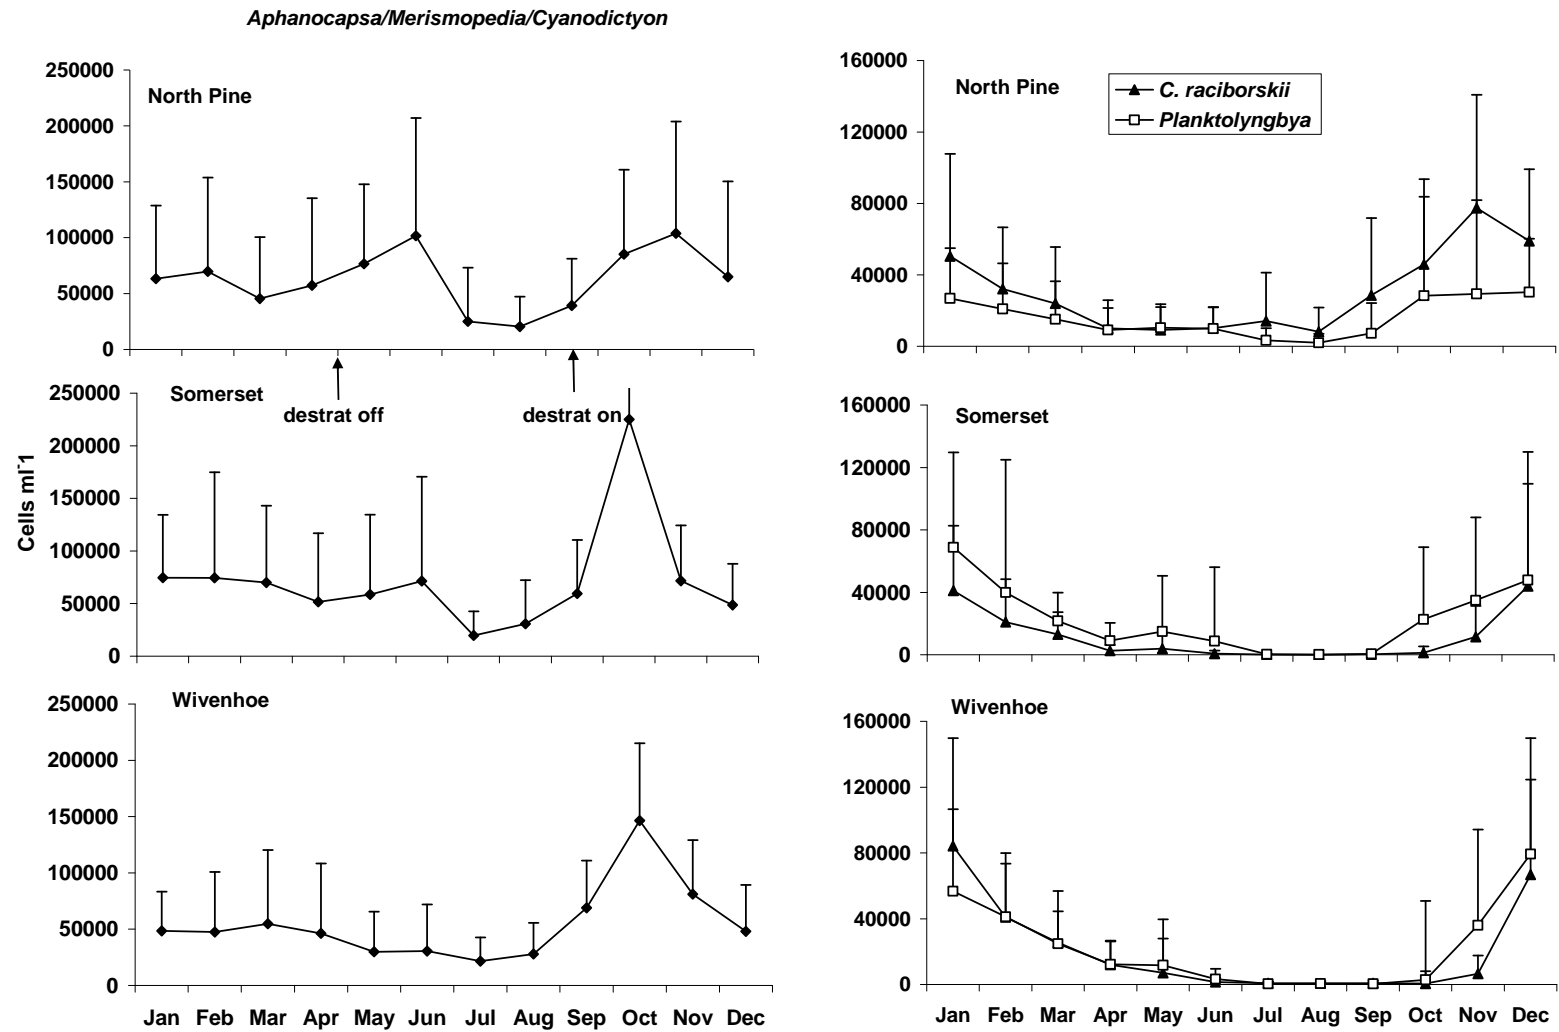 Aphanocapsa/Merismopedia/Cyanodictyon
250000
North Pine
200000
150000
100000
50000
0
destrat off
destrat on
250000
Somerset
200000
150000
100000
50000
0
Cells ml-1
250000
Wivenhoe
200000
150000
100000
50000
0
Jan Feb Mar Apr May Jun Jul Aug Sep Oct Nov Dec
160000
North Pine
C. raciborskii
Planktolyngbya
120000
80000
40000
0
160000
Somerset
120000
80000
40000
0
160000
Wivenhoe
120000
80000
40000
0
Jan Feb Mar Apr May Jun Jul Aug Sep Oct Nov Dec